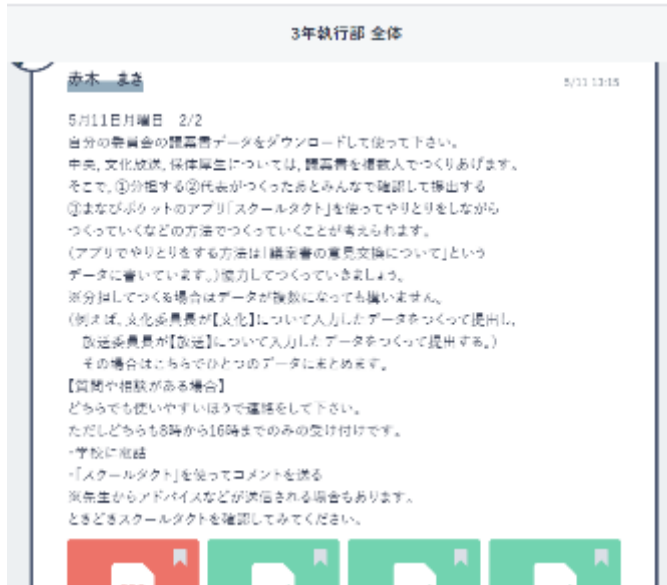 3年執行部 全体
赤木 まき
5/11 13:15
5月11日月曜日 2/2
自分の委員会の議案書データをダウンロードして使って下さい。
中央, 文化放送, 保体厚生については, 議案書を複数人でつくりあげます。
そこで, ①分担する②代表がつくったあとみんなで確認して提出する
③まなびポケットのアプリ「スクールタクト」を使ってやりとりをしながら
つくっていくなどの方法でつくっていくことが考えられます。
(アプリでやりとりをする方法は「議案書の意見交換について」という
データに書いています。)協力してつくっていきましょう。
※分担してつくる場合はデータが複数になっても構いません。
(例えば, 文化委員長が【文化】について入力したデータをつくって提出し,
放送委員長が【放送】について入力したデータをつくって提出する。)
その場合はこちらでひとつのデータにまとめます。
【質問や相談がある場合】
どちらでも使いやすいほうで連絡をして下さい。
ただしどちらも8時から16時までのみの受け付けです。
・学校に電話
・「スクールタクト」を使ってコメントを送る
※先生からアドバイスなどが送信される場合もあります。
ときどきスクールタクトを確認してみてください。